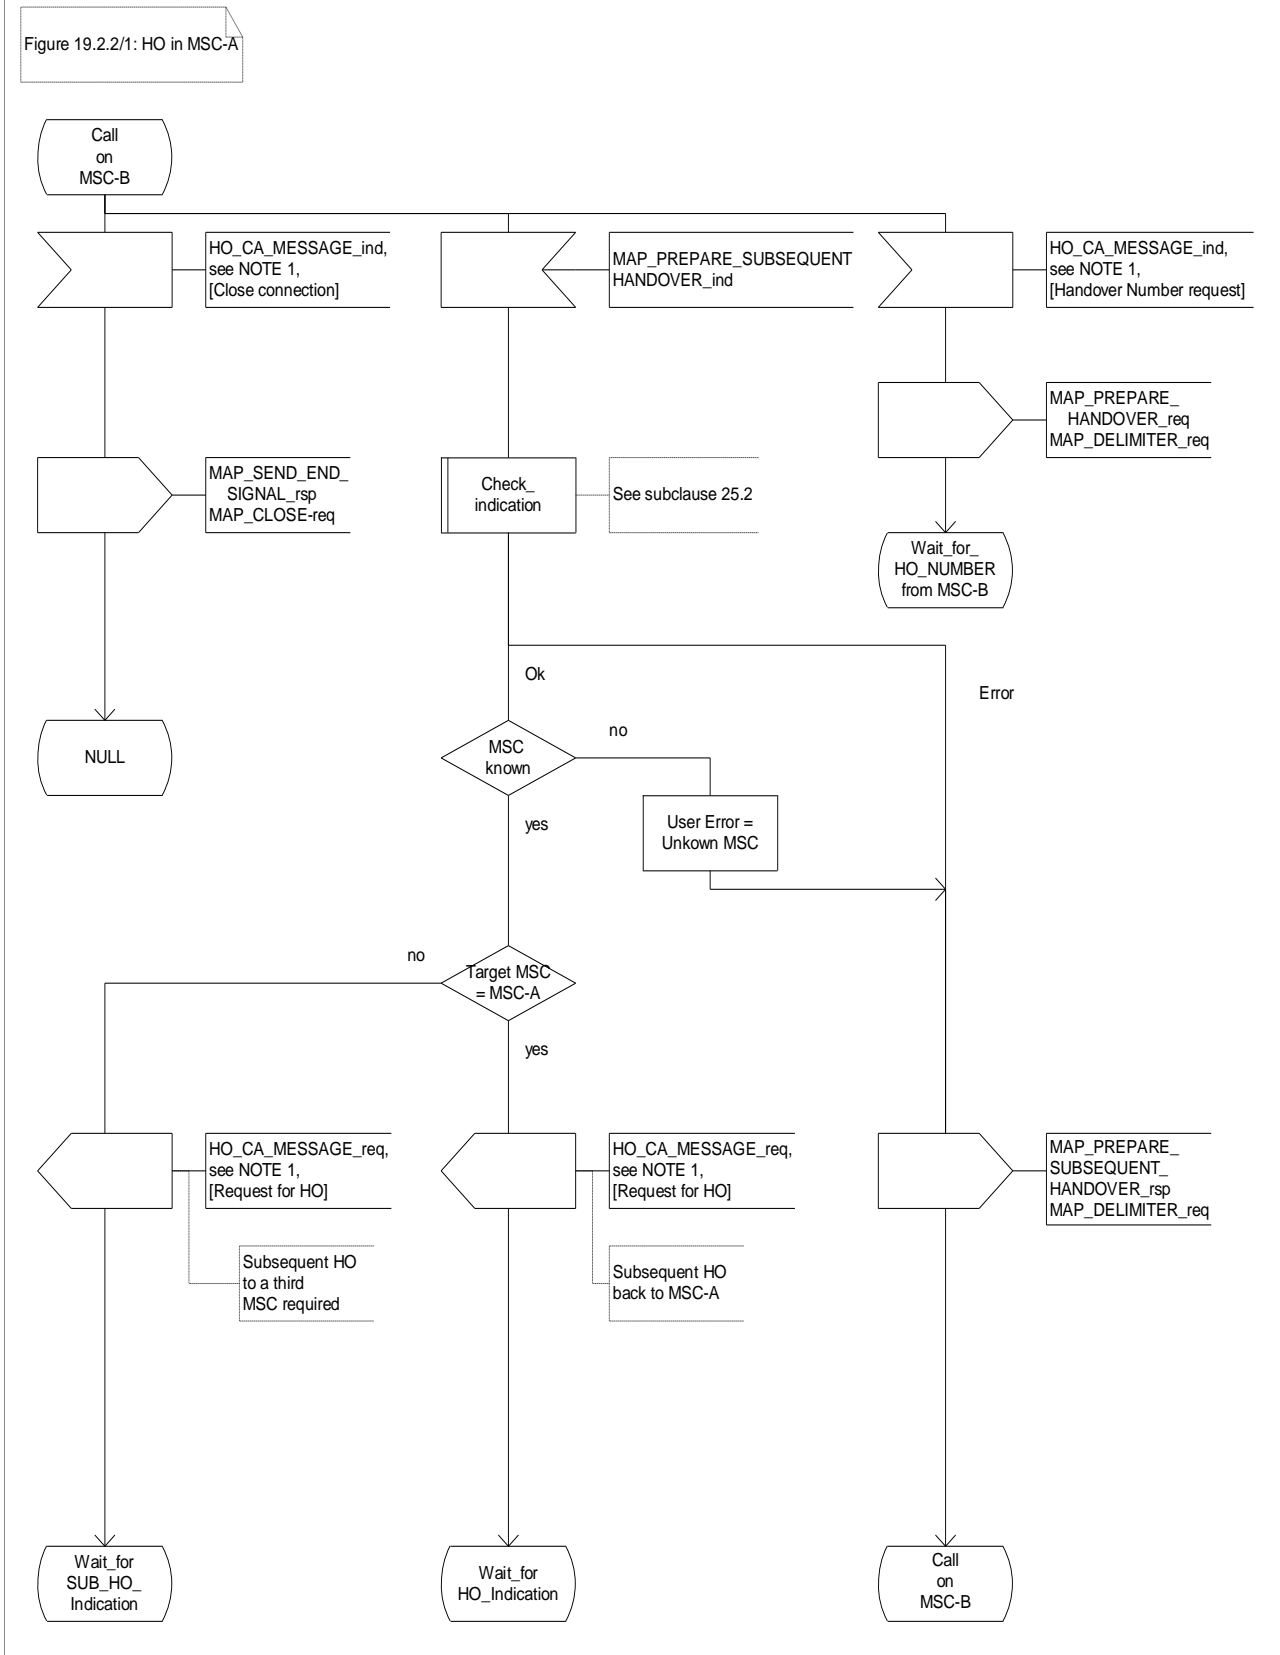 Figure 19.2.2/1: HO in MSC-A
Call
on
MSC-B
HO_CA_MESSAGE_ind,
see NOTE 1,
[Close connection]
MAP_PREPARE_SUBSEQUENT
HANDOVER_ind
HO_CA_MESSAGE_ind,
see NOTE 1,
[Handover Number request]
MAP_PREPARE_
HANDOVER_req
MAP_DELIMITER_req
MAP_SEND_END_
SIGNAL_rsp
MAP_CLOSE-req
Check_
indication
See subclause 25.2
Wait_for_
HO_NUMBER
from MSC-B
Ok
Error
NULL
MSC
known
no
yes
User Error =
Unkown MSC
no
Target MSC
= MSC-A
yes
HO_CA_MESSAGE_req,
see NOTE 1,
[Request for HO]
HO_CA_MESSAGE_req,
see NOTE 1,
[Request for HO]
MAP_PREPARE_
SUBSEQUENT_
HANDOVER_rsp
MAP_DELIMITER_req
Subsequent HO
to a third
MSC required
Subsequent HO
back to MSC-A
Wait_for
SUB_HO_
Indication
Wait_for
HO_Indication
Call
on
MSC-B